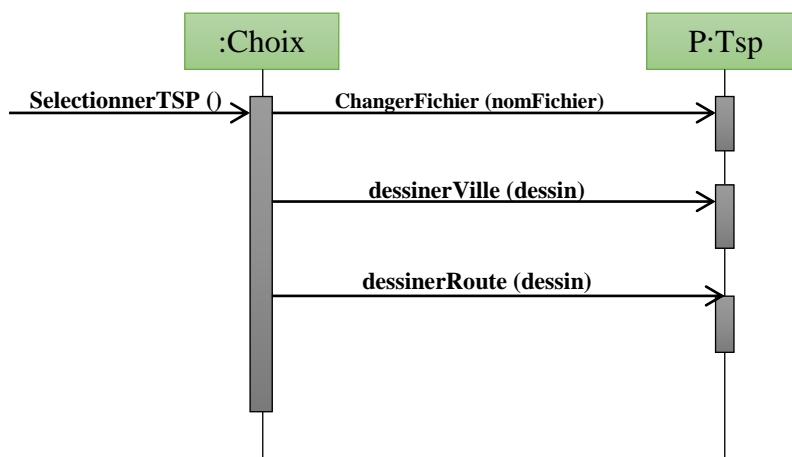 :Choix
P:Tsp
SelectionnerTSP ()
ChangerFichier (nomFichier)
dessinerVille (dessin)
dessinerRoute (dessin)